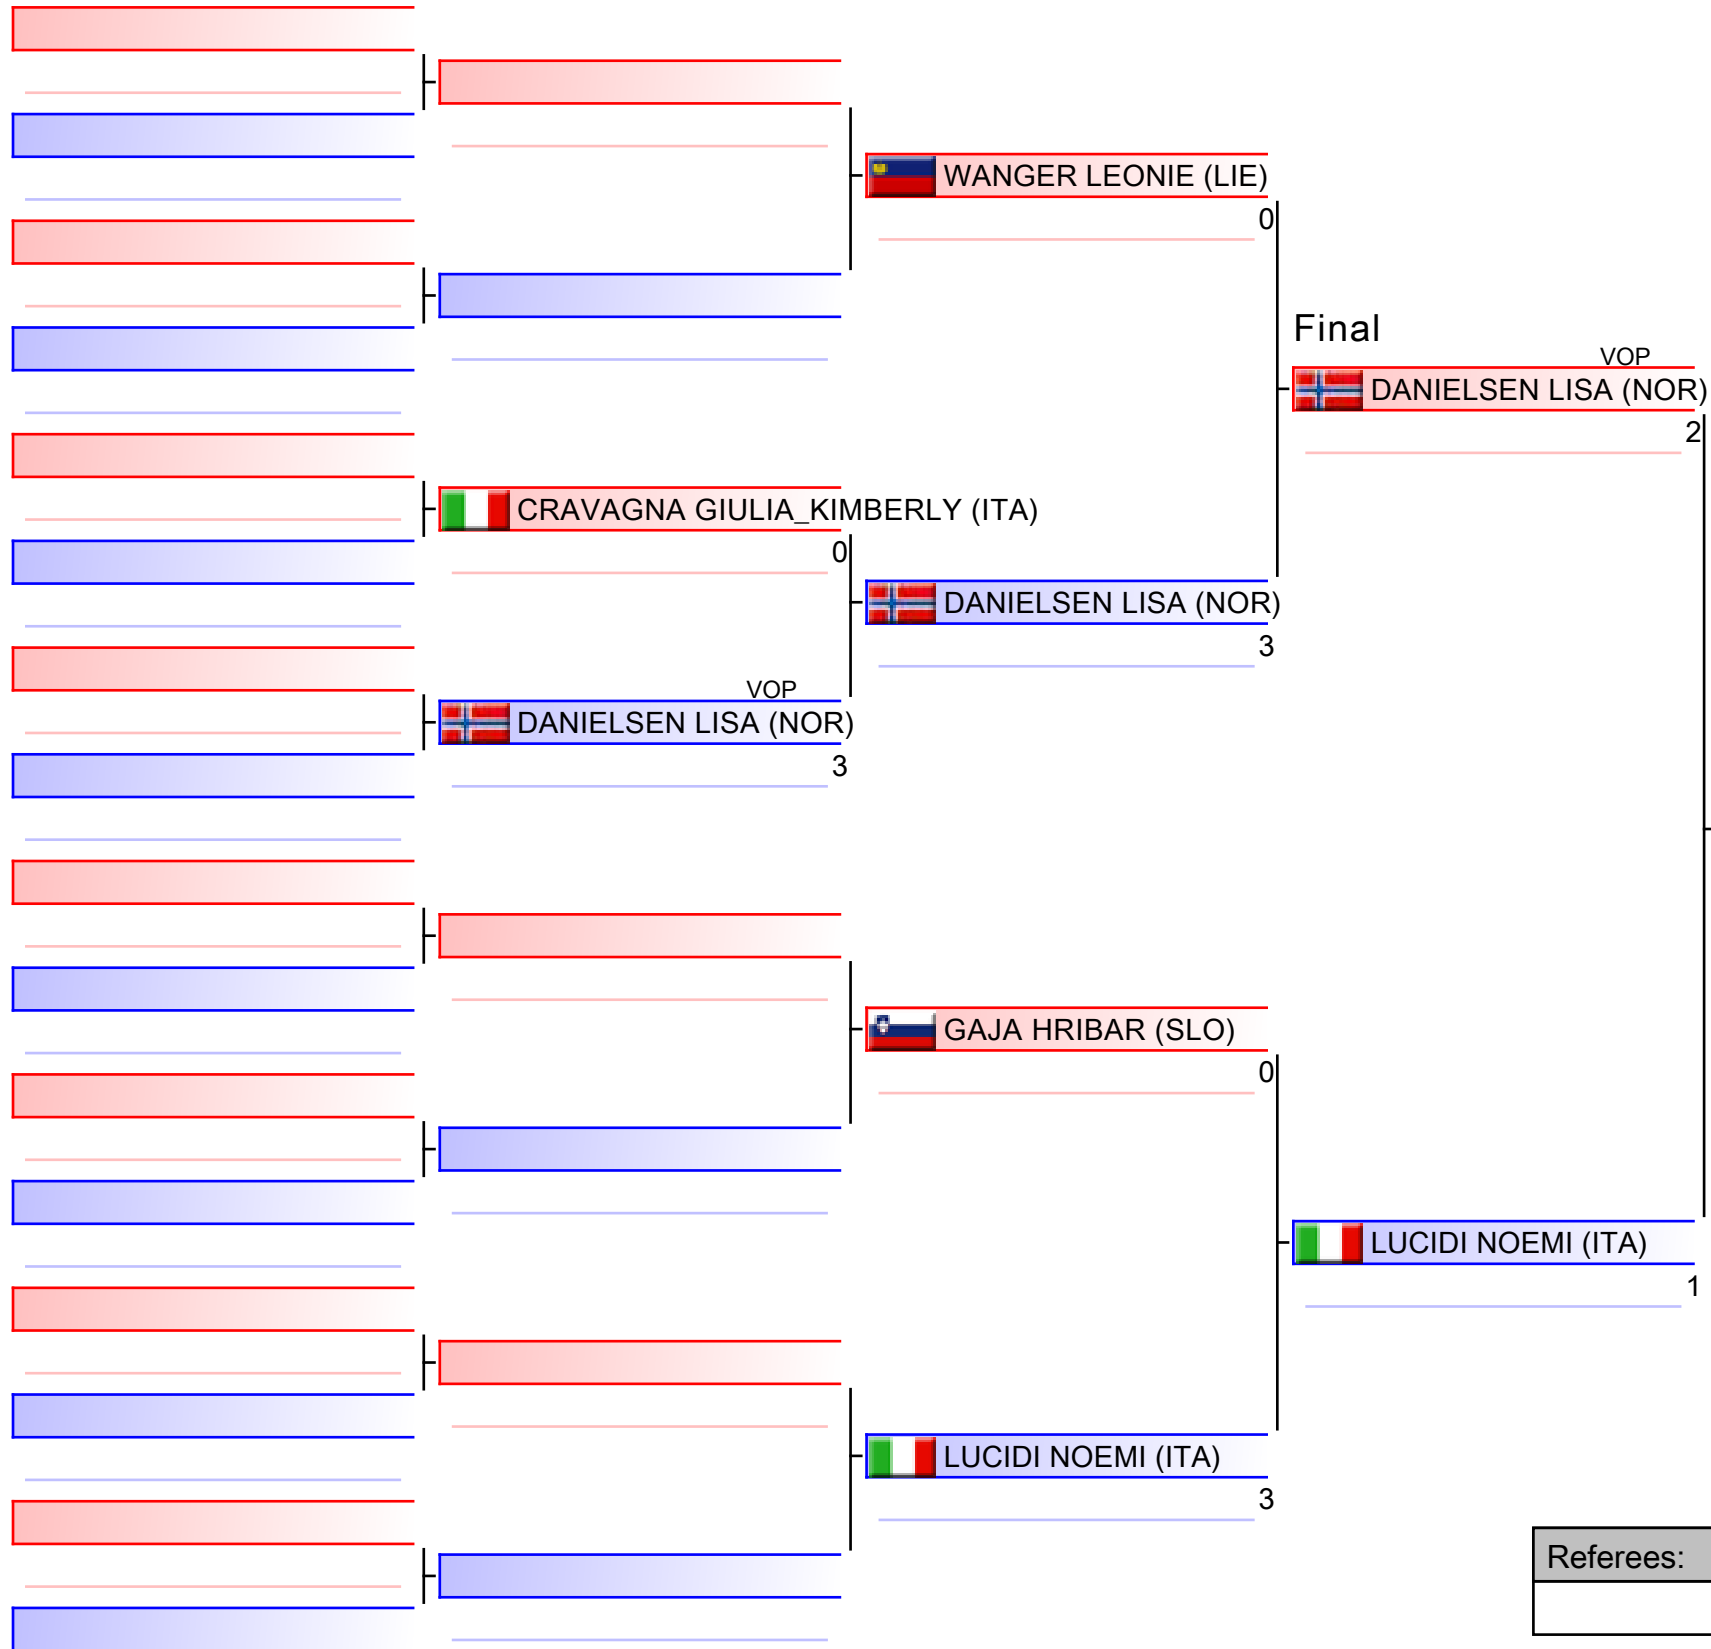 WANGER LEONIE (LIE)
0
Final
VOP
DANIELSEN LISA (NOR)
2
CRAVAGNA GIULIA_KIMBERLY (ITA)
0
DANIELSEN LISA (NOR)
3
VOP
DANIELSEN LISA (NOR)
3
GAJA HRIBAR (SLO)
0
LUCIDI NOEMI (ITA)
1
LUCIDI NOEMI (ITA)
3
Referees: